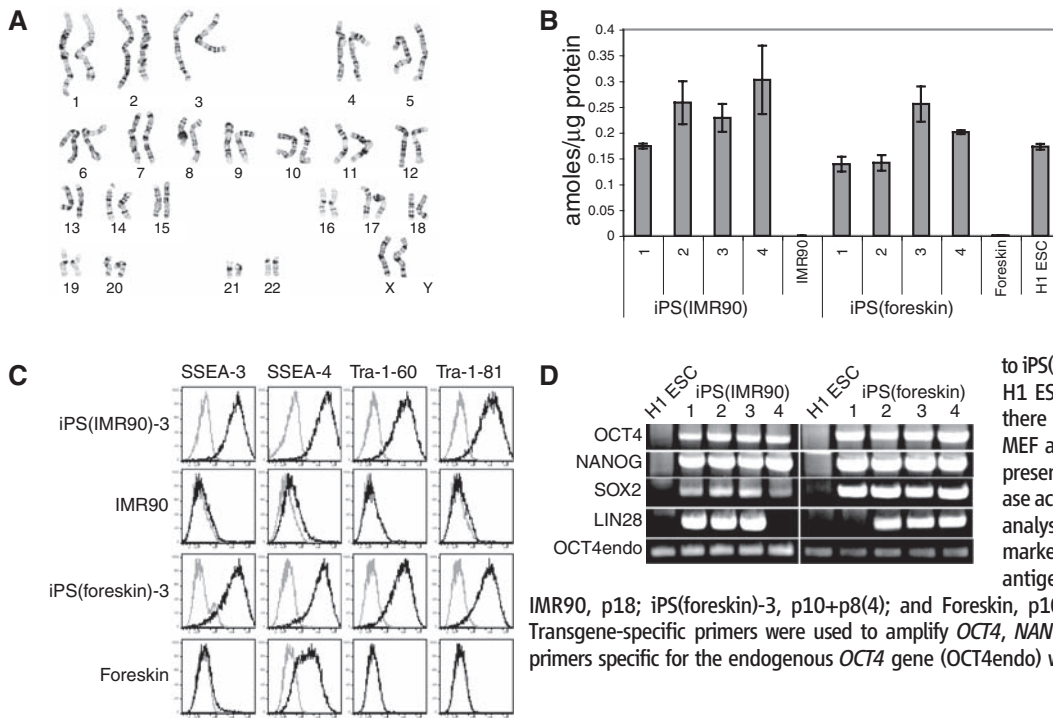 A
1 2 3 4 5
6 7 8 9 10 11 12
13 14 15 16 17 18
19 20 21 22 X Y
B
amoles/µg protein
0.4
0.35
0.3
0.25
0.2
0.15
0.1
0.05
0
1 2 3 4 IMR90 1 2 3 4 Foreskin H1 ESC
iPS(IMR90) iPS(foreskin)
C
SSEA-3 SSEA-4 Tra-1-60 Tra-1-81
iPS(IMR90)-3
IMR90
iPS(foreskin)-3
Foreskin
D
H1 ESC iPS(IMR90) H1 ESC iPS(foreskin)
1 2 3 4 1 2 3 4
OCT4
NANOG
SOX2
LIN28
OCT4endo
to iPS(
H1 ES
there
MEF a
presen
ase ac
analys
marke
antige
IMR90, p18; iPS(foreskin)-3, p10+p8(4); and Foreskin, p10
Transgene-specific primers were used to amplify OCT4, NAN
primers specific for the endogenous OCT4 gene (OCT4endo) w